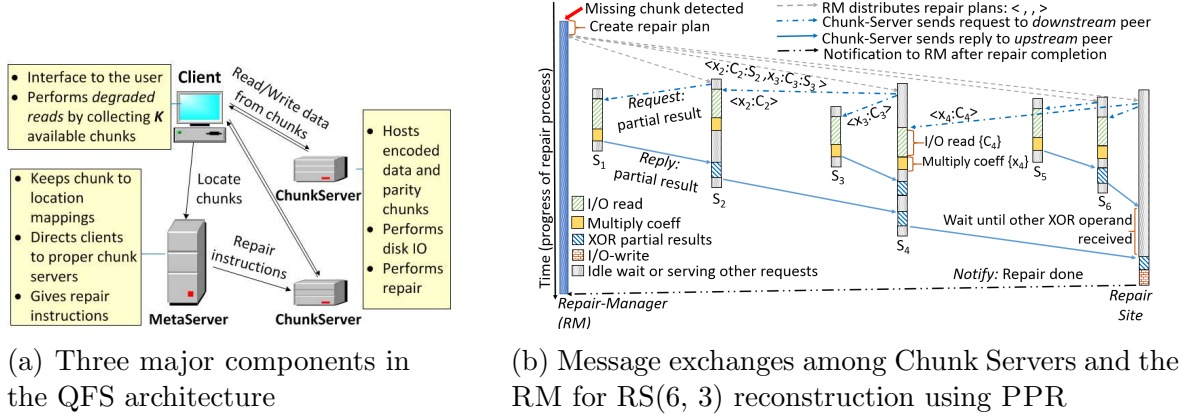 • Interface to the user
• Performs degraded
reads by collecting K
available chunks
Client
Read/Write data
from chunks
• Hosts
encoded
data and
parity
chunks
• Performs
disk IO
• Performs
repair
ChunkServer
• Keeps chunk to
location
mappings
• Directs clients
to proper chunk
servers
• Gives repair
instructions
Locate
chunks
Repair
instructions
MetaServer
ChunkServer
(a) Three major components in
the QFS architecture
Time (progress of repair process)
Missing chunk detected
Create repair plan
RM distributes repair plans: < , , >
Chunk-Server sends request to downstream peer
Chunk-Server sends reply to upstream peer
Notification to RM after repair completion
<x2:C2:S2 ,x3:C3:S3 >
Request:
partial result
<x2:C2>
<x3:C3>
<x4:C4>
I/O read {C4}
Multiply coeff {x4}
S1
Reply:
partial result
S2
S3
S4
S5
S6
I/O read
Multiply coeff
XOR partial results
I/O-write
Idle wait or serving other requests
Wait until other XOR operand
received
Notify: Repair done
Repair-Manager
(RM)
Repair
Site
(b) Message exchanges among Chunk Servers and the
RM for RS(6, 3) reconstruction using PPR